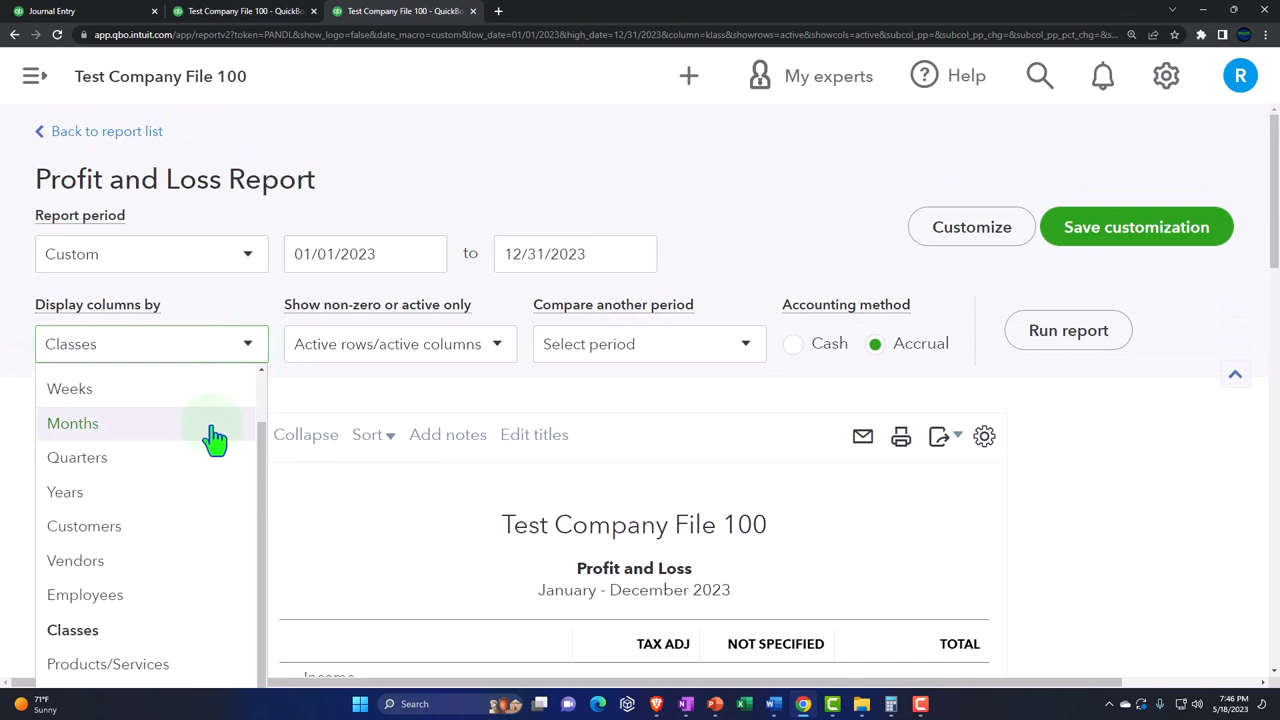 Journal Entry
Test Company File 100 - QuickBo
Test Company File 100 - QuickBo
app.qbo.intuit.com/app/reportv2?token=PANDL&show_logo=false&date_macro=custom&low_date=01/01/2023&high_date=12/31/2023&column=klass&showrows=active&showcols=active&subcol_pp=&subcol_pp_chg=&subcol_pp_pct_chg=&s...
Test Company File 100
My experts
Help
R
Back to report list
Profit and Loss Report
Report period
Customize
Save customization
Custom
01/01/2023
to
12/31/2023
Display columns by
Show non-zero or active only
Compare another period
Accounting method
Classes
Active rows/active columns
Select period
Cash
Accrual
Run report
Weeks
Months
Quarters
Years
Customers
Vendors
Employees
Classes
Products/Services
Collapse
Sort
Add notes
Edit titles
Test Company File 100
Profit and Loss
January - December 2023
TAX ADJ
NOT SPECIFIED
TOTAL
Income
71°F
Sunny
Search
7:46 PM
5/18/2023